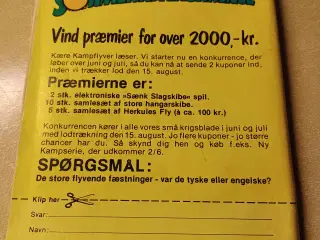 Vind præmier for over 2000,-kr.
Kære Kampflyver læser. Vi starter nu en konkurrence, der
løber over juni og juli, så du kan nå at sende 2 kuponer ind,
inden vi trækker lod den 15. august.
Præmierne er:
2 stk. elektroniske »Sænk Slagskibe« spil.
10 stk. samlesæt af store hangarskibe.
5 stk. samlesæt af Herkules Fly (à ca. 100 kr.)
Konkurrencen kører i alle vores små krigsblade i juni og juli
med lodtrækning den 15. august. Jo flere kuponer - jo større
chancer har du. Så skynd dig hen og køb f.eks. Ny
Kampserie, der udkommer 2/6.
SPØRGSMAL:
De store flyvende fæstninger - var de tyske eller engelske?
Klip her
Svar:
Navn: